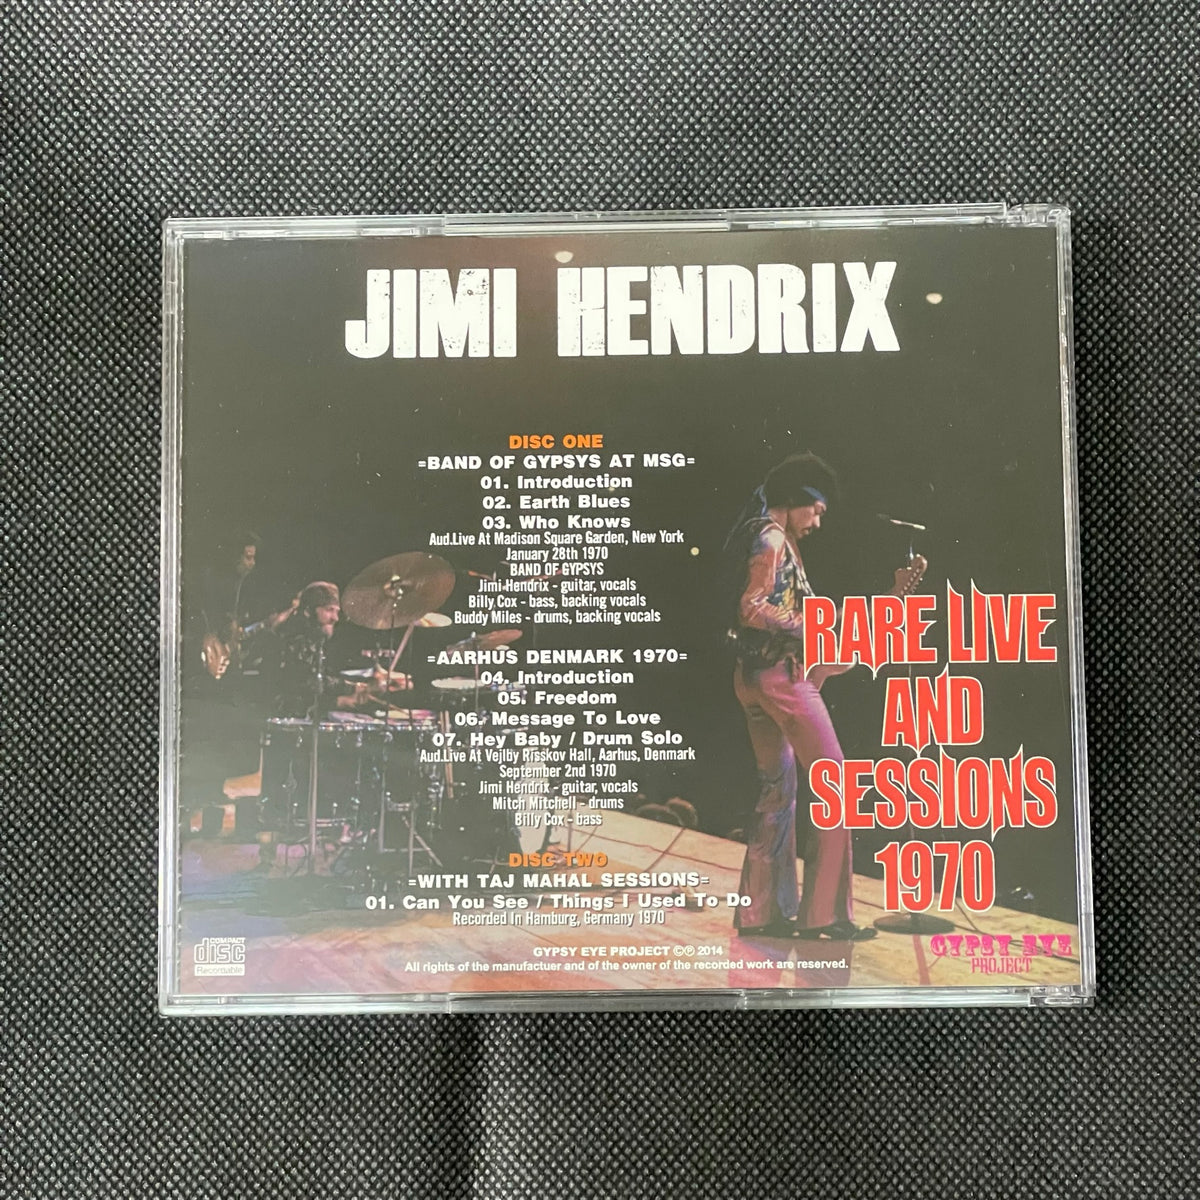 JIMI HENDRIX
DISC ONE
=BAND OF GYPSYS AT MSG=
01. Introduction
02. Earth Blues
03. Who Knows
Aud.Live At Madison Square Garden, New York
January 28th 1970
BAND OF GYPSYS
Jimi Hendrix - guitar, vocals
Billy Cox - bass, backing vocals
Buddy Miles - drums, backing vocals
=AARHUS DENMARK 1970=
04. Introduction
05. Freedom
06. Message To Love
07. Hey Baby / Drum Solo
Aud.Live At Vejlby Risskov Hall, Aarhus, Denmark
September 2nd 1970
Jimi Hendrix - guitar, vocals
Mitch Mitchell - drums
Billy Cox - bass
DISC TWO
=WITH TAJ MAHAL SESSIONS=
01. Can You See / Things I Used To Do
Recorded In Hamburg, Germany 1970
RARE LIVE
AND
SESSIONS
1970
COMPACT
disc
Recordable
GYPSY EYE PROJECT ©℗ 2014
All rights of the manufactuer and of the owner of the recorded work are reserved.
GYPSY EYE
PROJECT